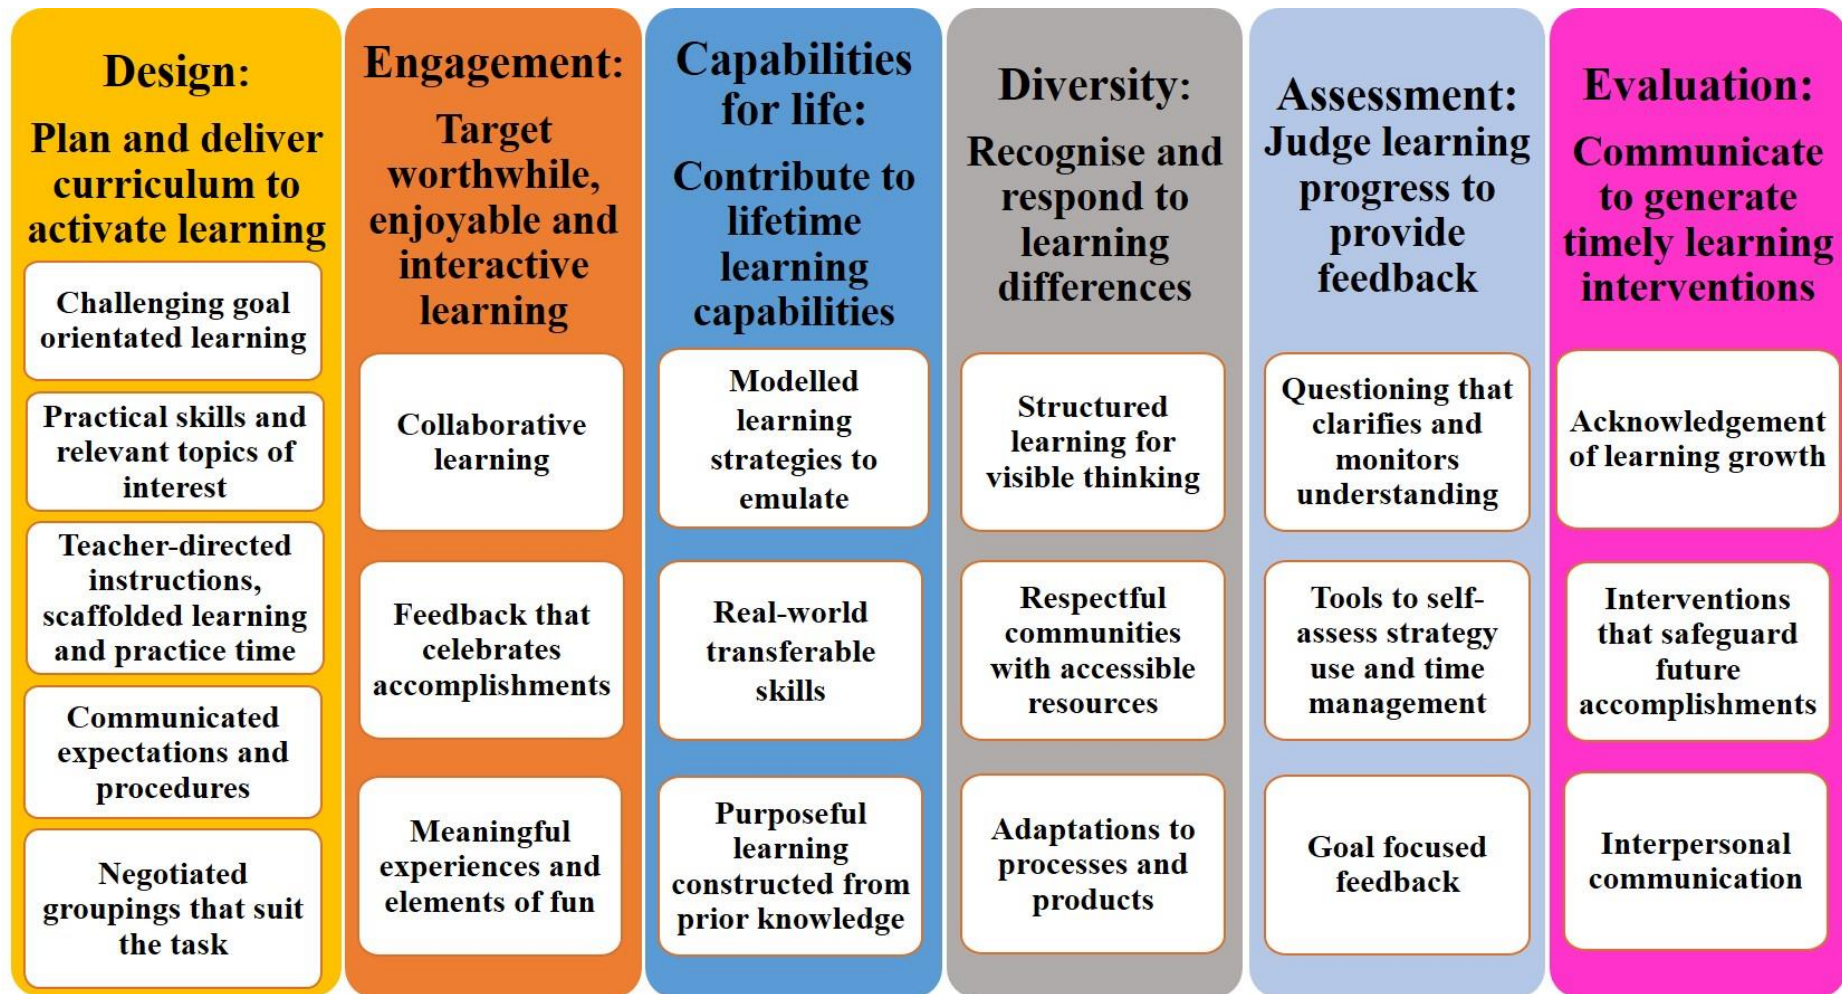 Design:
Plan and deliver
curriculum to
activate learning
Challenging goal
orientated learning
Practical skills and
relevant topics of
interest
Teacher-directed
instructions,
scaffolded learning
and practice time
Communicated
expectations and
procedures
Negotiated
groupings that suit
the task
Engagement:
Target
worthwhile,
enjoyable and
interactive
learning
Collaborative
learning
Feedback that
celebrates
accomplishments
Meaningful
experiences and
elements of fun
Capabilities
for life:
Contribute to
lifetime
learning
capabilities
Modelled
learning
strategies to
emulate
Real-world
transferable
skills
Purposeful
learning
constructed from
prior knowledge
Diversity:
Recognise and
respond to
learning
differences
Structured
learning for
visible thinking
Respectful
communities
with accessible
resources
Adaptations to
processes and
products
Assessment:
Judge learning
progress to
provide
feedback
Questioning that
clarifies and
monitors
understanding
Tools to self-
assess strategy
use and time
management
Goal focused
feedback
Evaluation:
Communicate
to generate
timely learning
interventions
Acknowledgement
of learning growth
Interventions
that safeguard
future
accomplishments
Interpersonal
communication